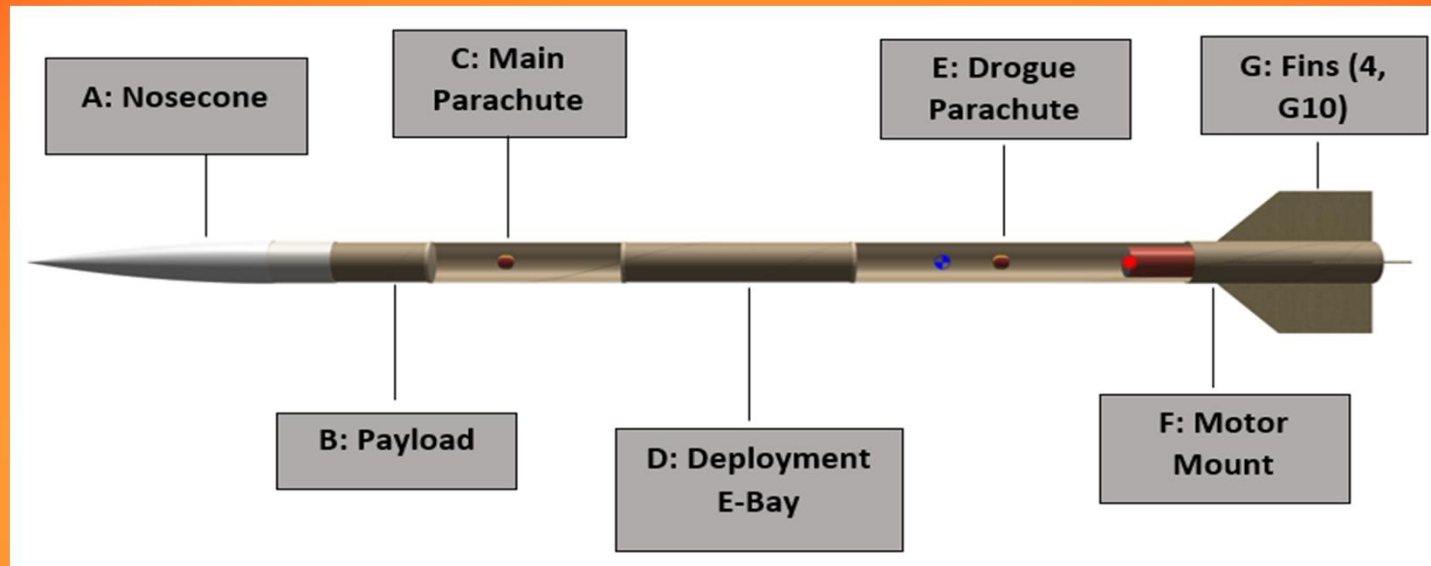 A: Nosecone
C: Main
Parachute
E: Drogue
Parachute
G: Fins (4,
G10)
B: Payload
D: Deployment
E-Bay
F: Motor
Mount